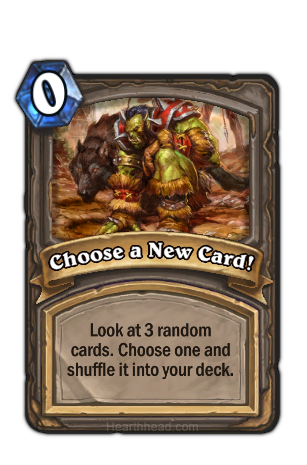 0
Choose a New Card!
Look at 3 random
cards. Choose one and
shuffle it into your deck.
Hearthhead.com